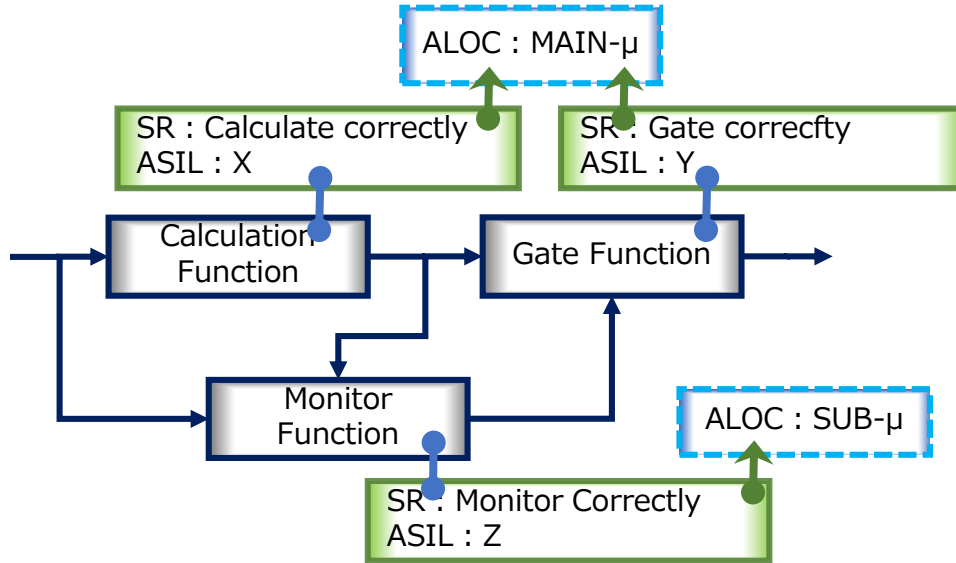 ALOC : MAIN-μ
SR : Calculate correctly
ASIL : X
SR : Gate correcfty
ASIL : Y
Calculation
Function
Gate Function
Monitor
Function
ALOC : SUB-μ
SR : Monitor Correctly
ASIL : Z